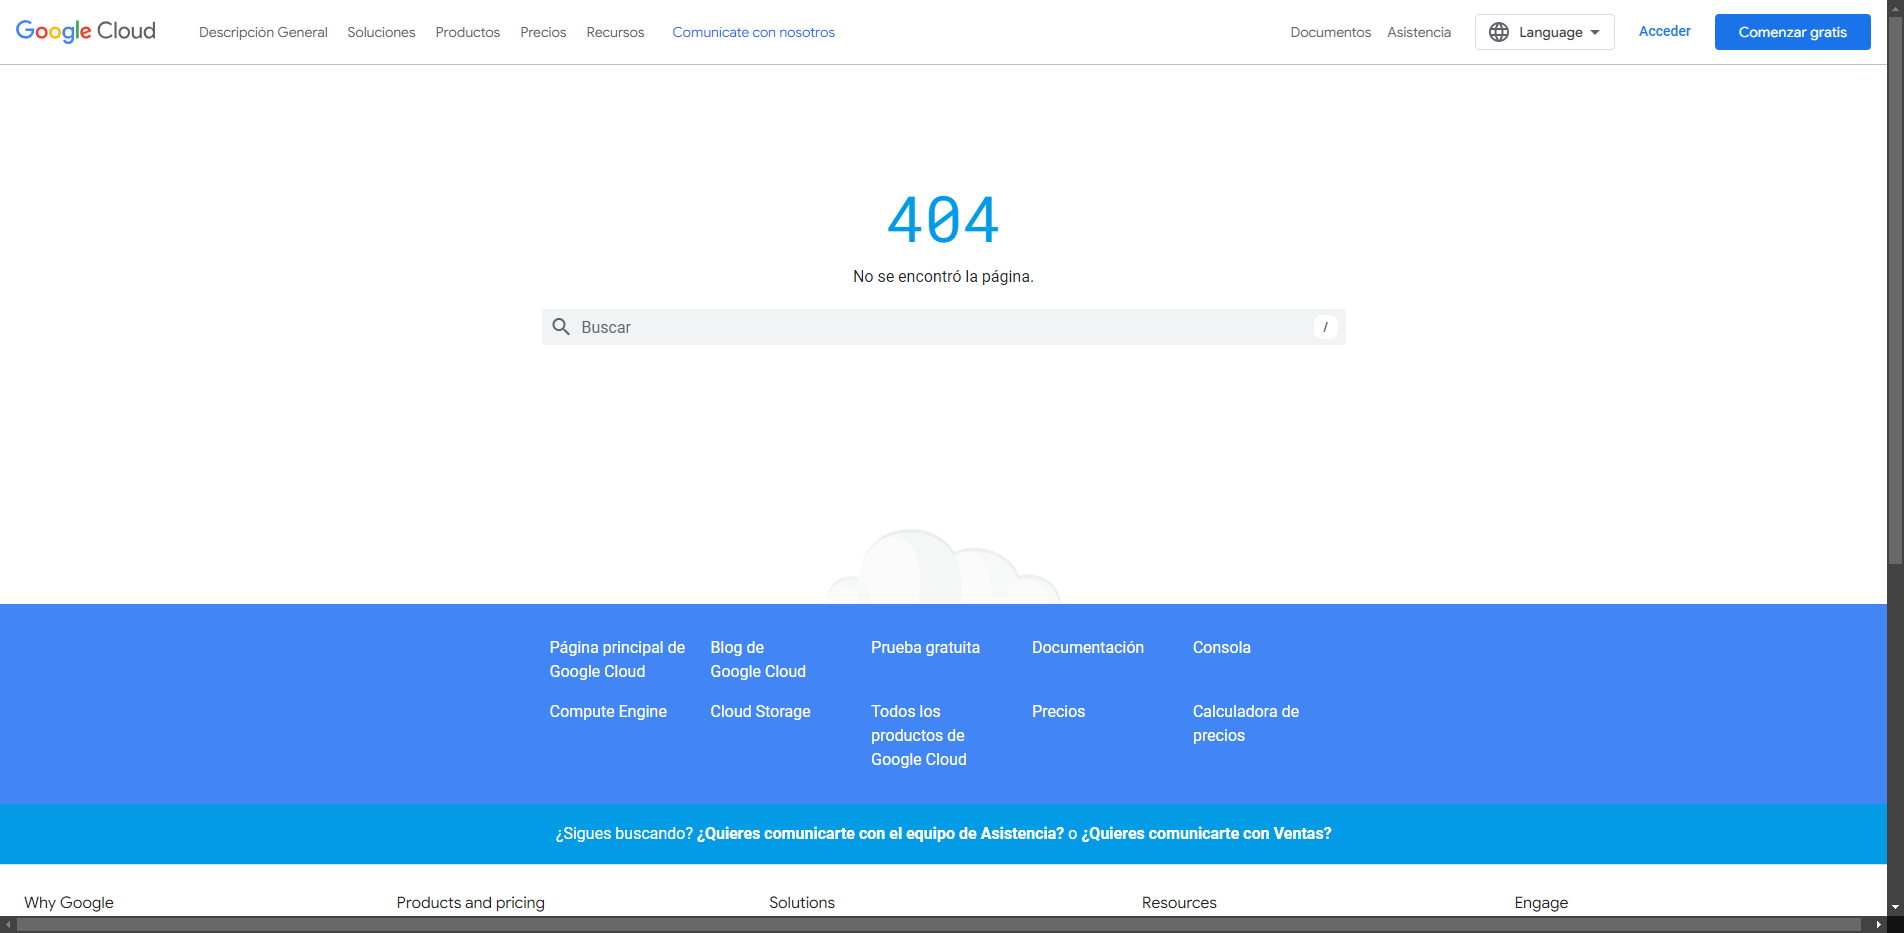 Google Cloud Descripción General Soluciones Productos Precios Recursos Comunicate con nosotros Documentos Asistencia Language Acceder Comenzar gratis
404
No se encontró la página.
Buscar /
Página principal de Google Cloud
Blog de Google Cloud
Prueba gratuita
Documentación
Consola
Compute Engine
Cloud Storage
Todos los productos de Google Cloud
Precios
Calculadora de precios
¿Sigues buscando? ¿Quieres comunicarte con el equipo de Asistencia? o ¿Quieres comunicarte con Ventas?
Why Google Products and pricing Solutions Resources Engage